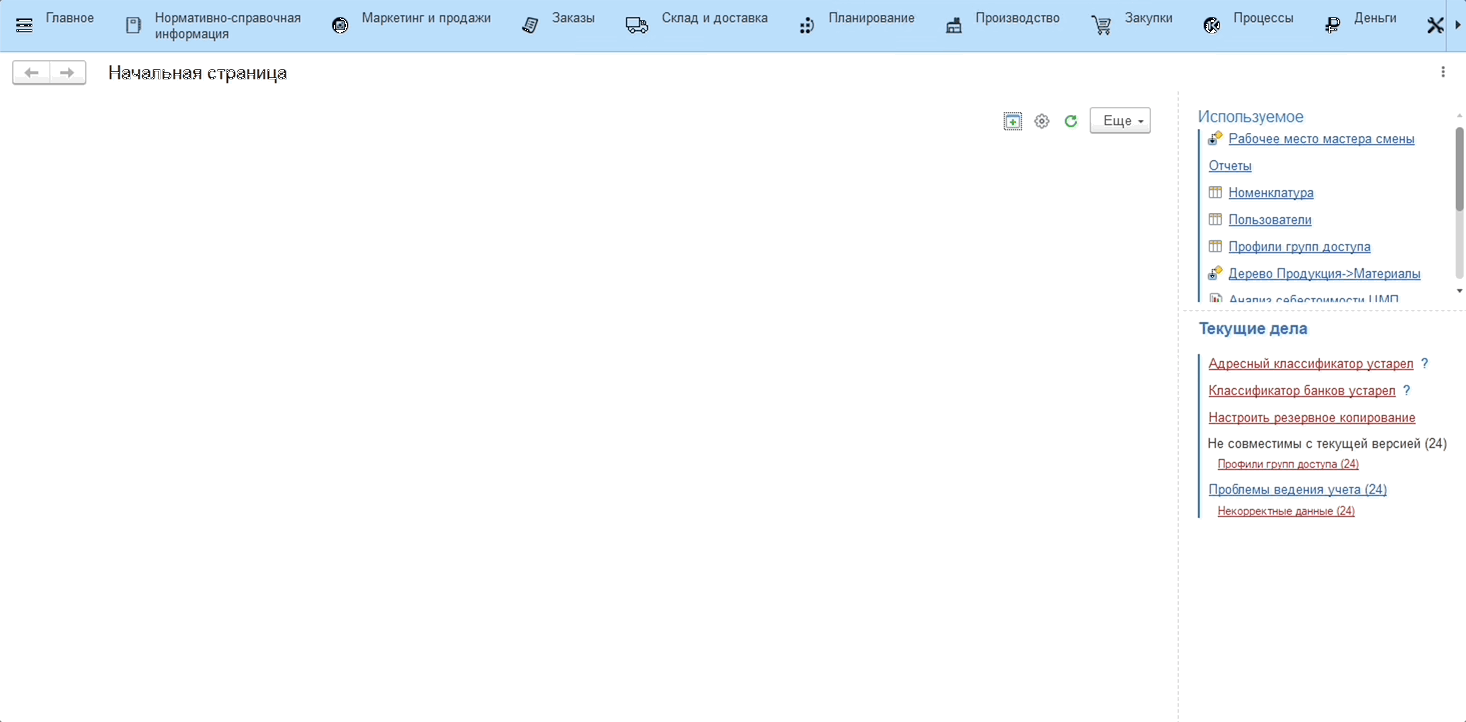 Главное
Нормативно-справочная
информация
Маркетинг и продажи
Заказы
Склад и доставка
Планирование
Производство
Закупки
Процессы
Деньги
Начальная страница
Еще
Используемое
Рабочее место мастера смены
Отчеты
Номенклатура
Пользователи
Профили групп доступа
Дерево Продукция->Материалы
Анализ себестоимости ЦМП
Текущие дела
Адресный классификатор устарел ?
Классификатор банков устарел ?
Настроить резервное копирование
Не совместимы с текущей версией (24)
Профили групп доступа (24)
Проблемы ведения учета (24)
Некорректные данные (24)